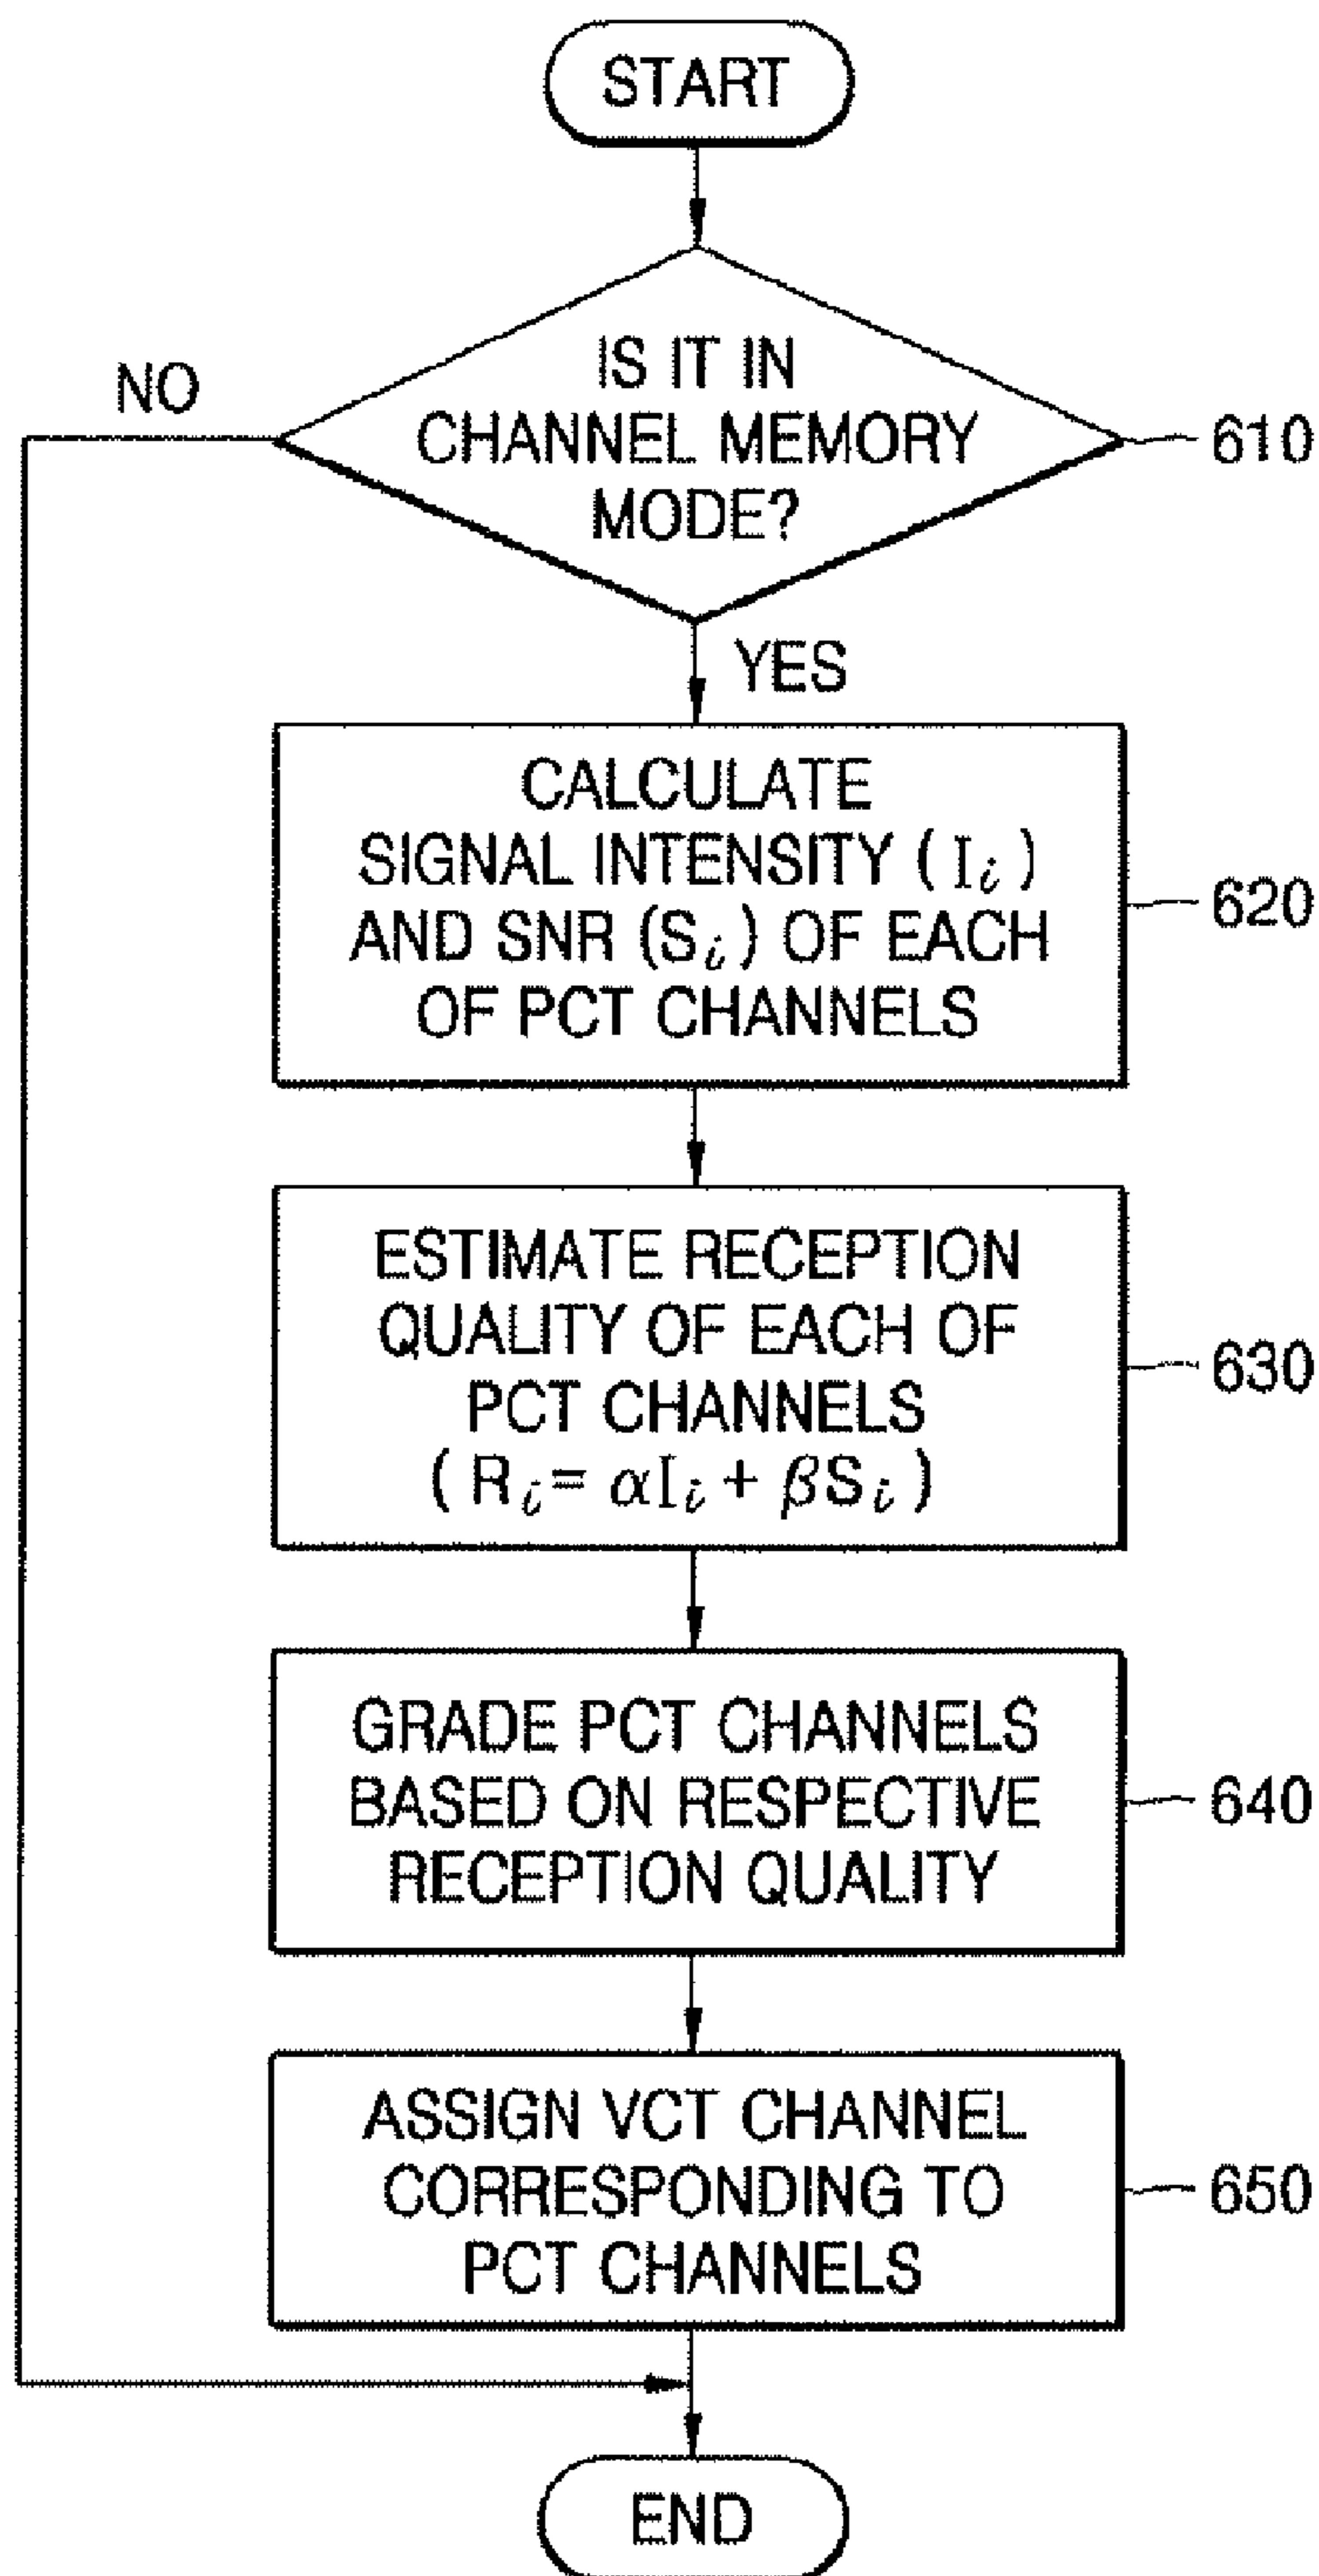 START
IS IT IN
CHANNEL MEMORY
MODE?
610
NO
YES
CALCULATE
SIGNAL INTENSITY ( Iᵢ )
AND SNR (Sᵢ) OF EACH
OF PCT CHANNELS
620
ESTIMATE RECEPTION
QUALITY OF EACH OF
PCT CHANNELS
( Rᵢ = αIᵢ + βSᵢ )
630
GRADE PCT CHANNELS
BASED ON RESPECTIVE
RECEPTION QUALITY
640
ASSIGN VCT CHANNEL
CORRESPONDING TO
PCT CHANNELS
650
END